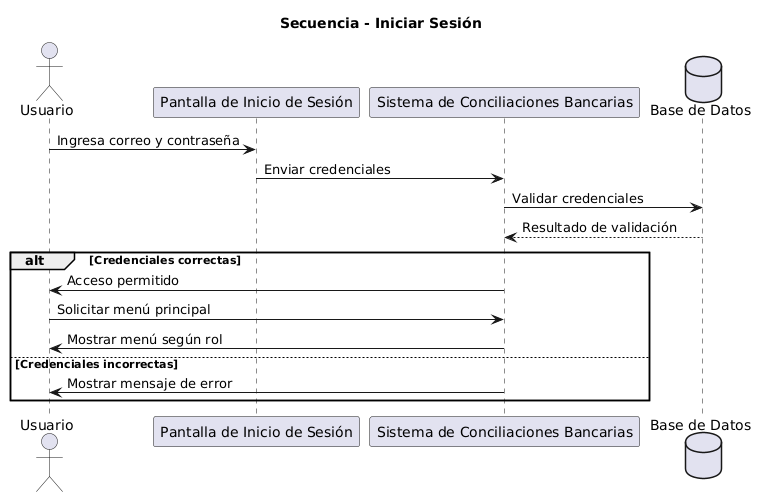 Secuencia - Iniciar Sesión
Usuario
Pantalla de Inicio de Sesión
Sistema de Conciliaciones Bancarias
Base de Datos
Ingresa correo y contraseña
Enviar credenciales
Validar credenciales
Resultado de validación
alt [Credenciales correctas]
Acceso permitido
Solicitar menú principal
Mostrar menú según rol
[Credenciales incorrectas]
Mostrar mensaje de error
Usuario
Pantalla de Inicio de Sesión
Sistema de Conciliaciones Bancarias
Base de Datos